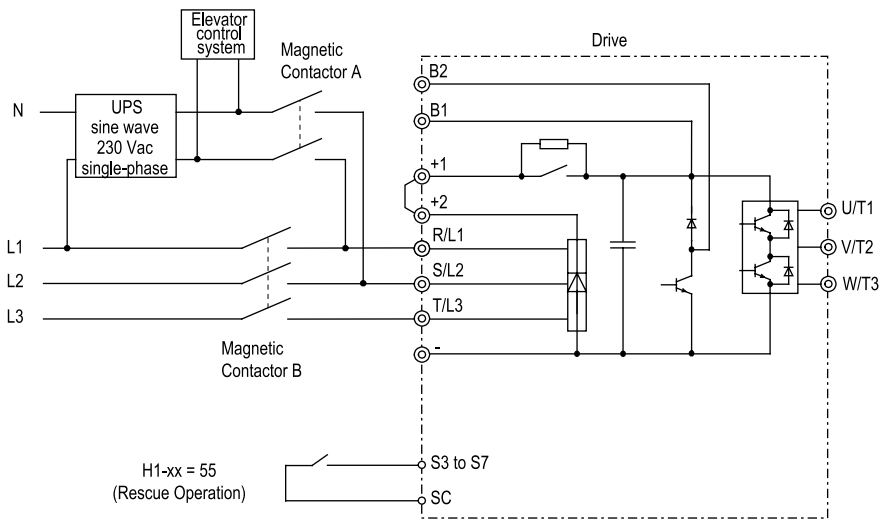 Elevator
control
system
Magnetic
Contactor A
Drive
B2
N
UPS
sine wave
230 Vac
single-phase
B1
+1
+2
U/T1
L1
R/L1
V/T2
L2
S/L2
W/T3
L3
T/L3
Magnetic
Contactor B
-
H1-xx = 55
(Rescue Operation)
S3 to S7
SC